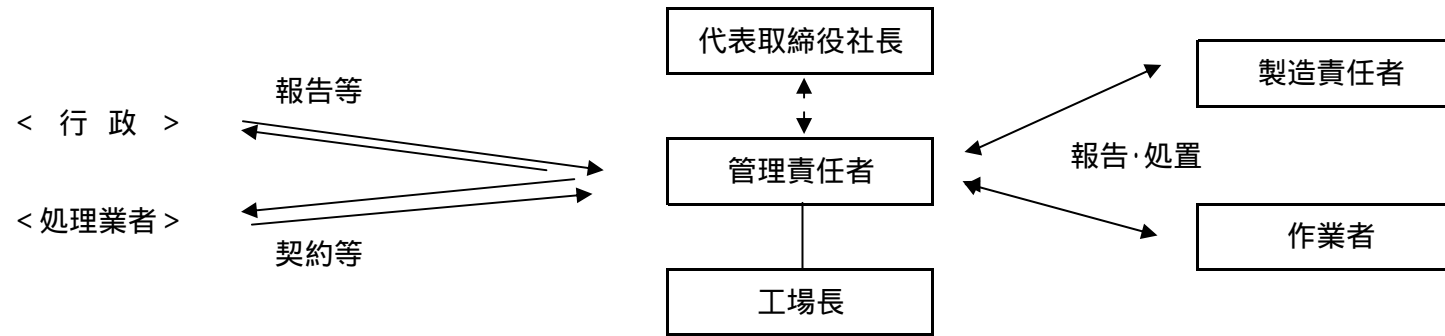 代表取締役社長
製造責任者
報告等
< 行 政 >
管理責任者
報告・処置
<処理業者>
契約等
作業者
工場長